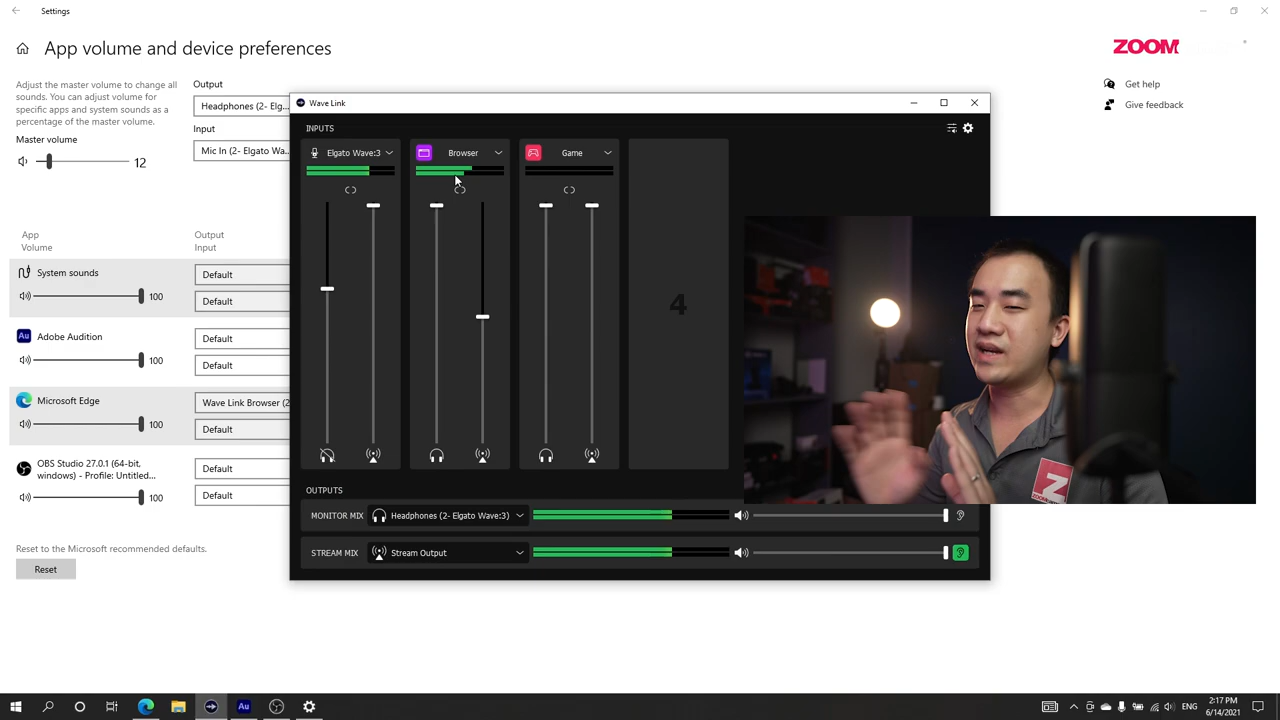 Settings
App volume and device preferences
Adjust the master volume to change all
sounds. You can adjust volume for
specific apps and system sounds as a
percentage of the master volume.
Master volume
12
Output
Headphones (2- Elg...
Input
Mic In (2- Elgato Wa...
App
Volume
Output
Input
System sounds
100
Default
Default
Adobe Audition
100
Default
Default
Microsoft Edge
100
Wave Link Browser (2
Default
OBS Studio 27.0.1 (64-bit,
windows) - Profile: Untitled...
100
Default
Default
Reset to the Microsoft recommended defaults.
Reset
ZOOM
Get help
Give feedback
Wave Link
INPUTS
Elgato Wave:3
Browser
Game
4
OUTPUTS
MONITOR MIX
Headphones (2- Elgato Wave:3)
STREAM MIX
Stream Output
Z
Au
ENG
2:17 PM
6/14/2021